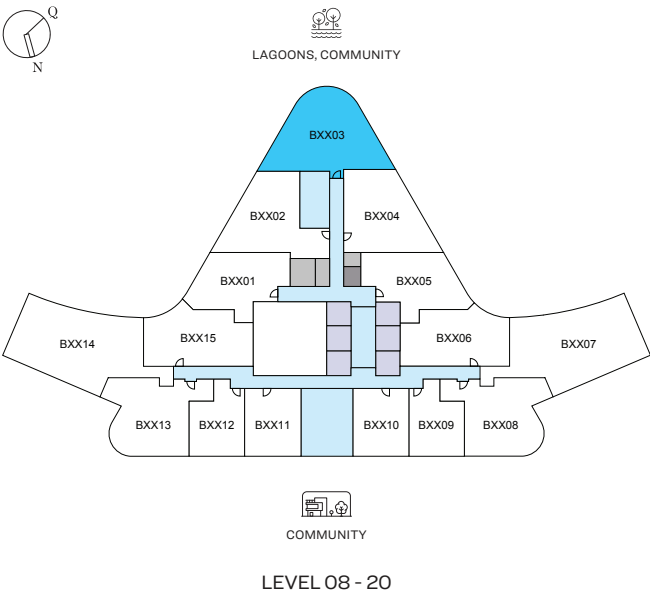 Q
N
LAGOONS, COMMUNITY
BXX03
BXX02
BXX04
BXX01
BXX05
BXX14
BXX15
BXX06
BXX07
BXX13
BXX12
BXX11
BXX10
BXX09
BXX08
COMMUNITY
LEVEL 08 - 20